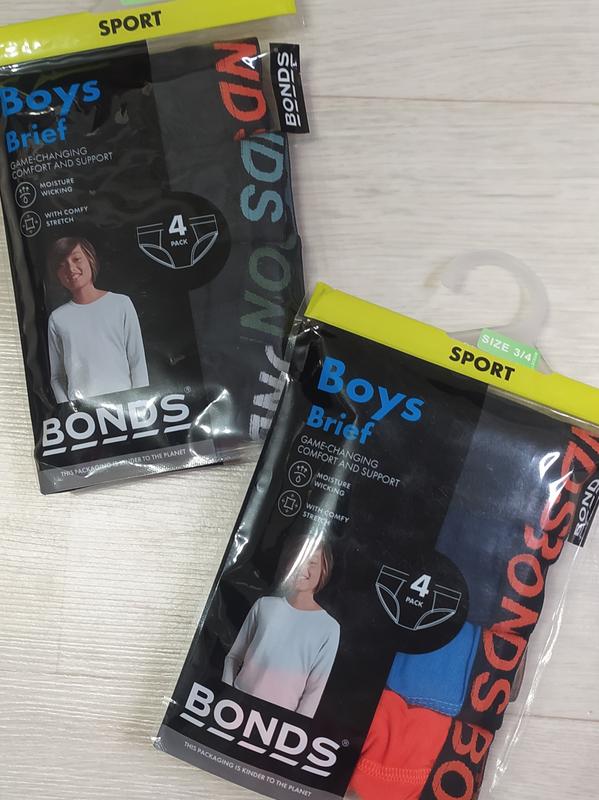 SPORT
Boys
Brief
GAME-CHANGING
COMFORT AND SUPPORT
MOISTURE
WICKING
WITH COMFY
STRETCH
4
PACK
BONDS
BONDS
THIS PACKAGING IS KINDER TO THE PLANET
SIZE 3/4
SPORT
Boys
Brief
GAME-CHANGING
COMFORT AND SUPPORT
MOISTURE
WICKING
WITH COMFY
STRETCH
4
PACK
BOND
BONDS
BONDS
THIS PACKAGING IS KINDER TO THE PLANET